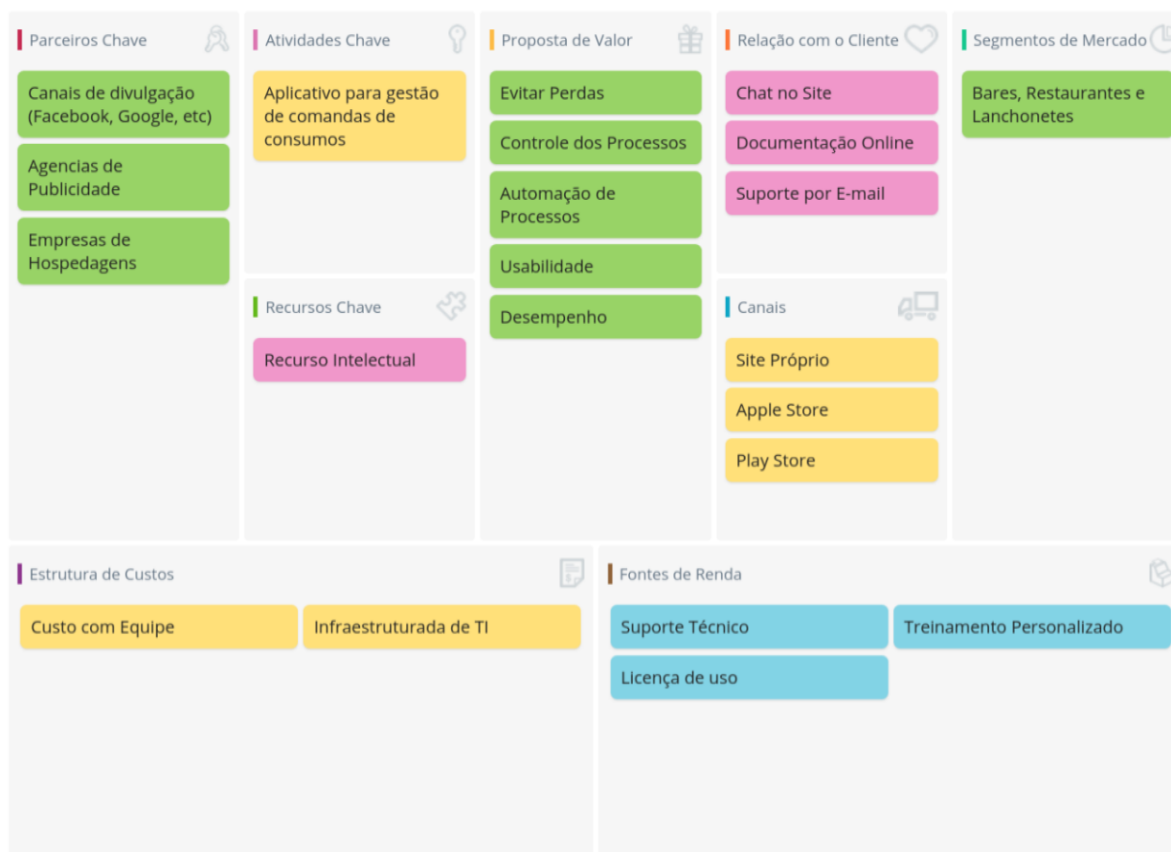 Parceiros Chave
Canais de divulgação
(Facebook, Google, etc)
Agencias de
Publicidade
Empresas de
Hospedagens
Atividades Chave
Aplicativo para gestão
de comandas de
consumos
Recursos Chave
Recurso Intelectual
Proposta de Valor
Evitar Perdas
Controle dos Processos
Automação de
Processos
Usabilidade
Desempenho
Relação com o Cliente
Chat no Site
Documentação Online
Suporte por E-mail
Canais
Site Próprio
Apple Store
Play Store
Segmentos de Mercado
Bares, Restaurantes e
Lanchonetes
Estrutura de Custos
Custo com Equipe
Infraestruturada de TI
Fontes de Renda
Suporte Técnico
Treinamento Personalizado
Licença de uso